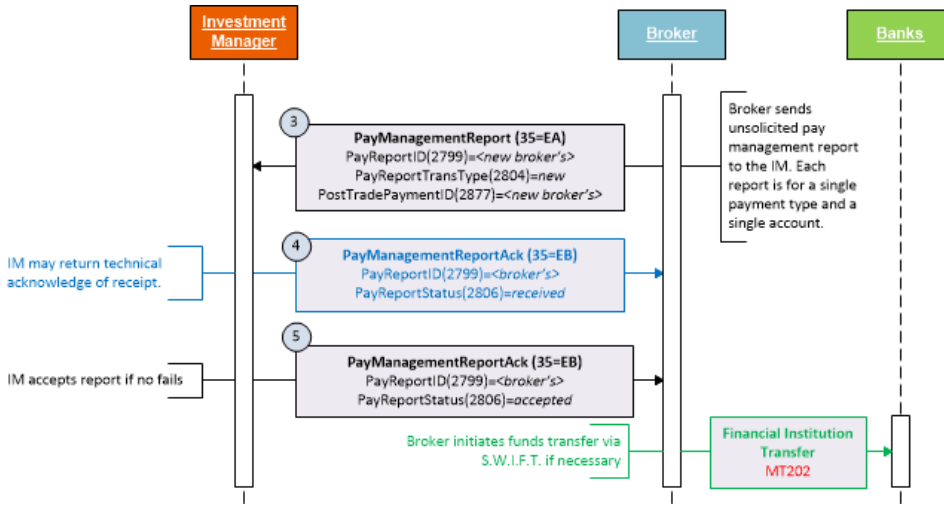 Investment
Manager
Broker
Banks
3
PayManagementReport (35=EA)
PayReportID(2799)=<new broker's>
PayReportTransType(2804)=new
PostTradePaymentID(2877)=<new broker's>
Broker sends
unsolicited pay
management report
to the IM. Each
report is for a single
payment type and a
single account.
4
IM may return technical
acknowledge of receipt.
PayManagementReportAck (35=EB)
PayReportID(2799)=<broker's>
PayReportStatus(2806)=received
5
IM accepts report if no fails
PayManagementReportAck (35=EB)
PayReportID(2799)=<broker's>
PayReportStatus(2806)=accepted
Broker initiates funds transfer via
S.W.I.F.T. if necessary
Financial Institution
Transfer
MT202